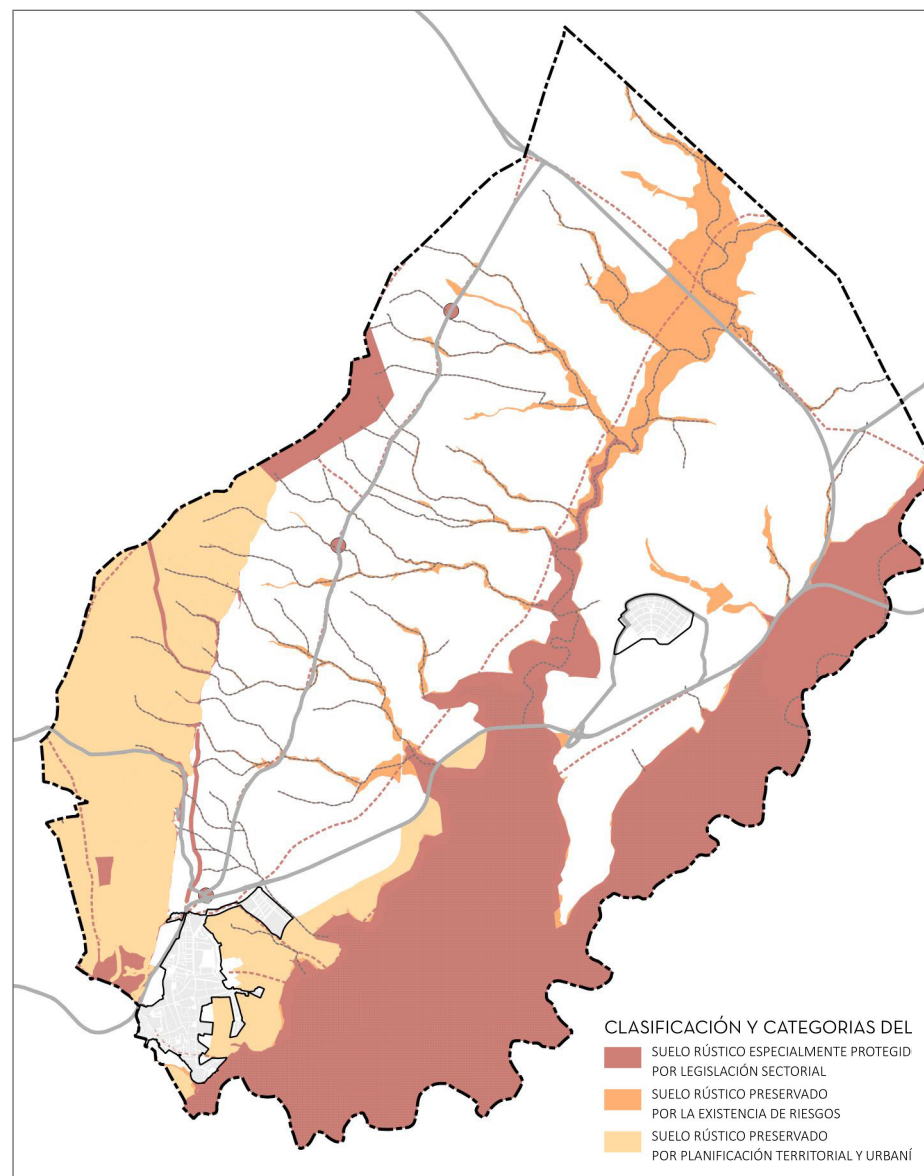 CLASIFICACIÓN Y CATEGORIAS DEL
SUELO RÚSTICO ESPECIALMENTE PROTEGID
POR LEGISLACIÓN SECTORIAL
SUELO RÚSTICO PRESERVADO
POR LA EXISTENCIA DE RIESGOS
SUELO RÚSTICO PRESERVADO
POR PLANIFICACIÓN TERRITORIAL Y URBANÍ